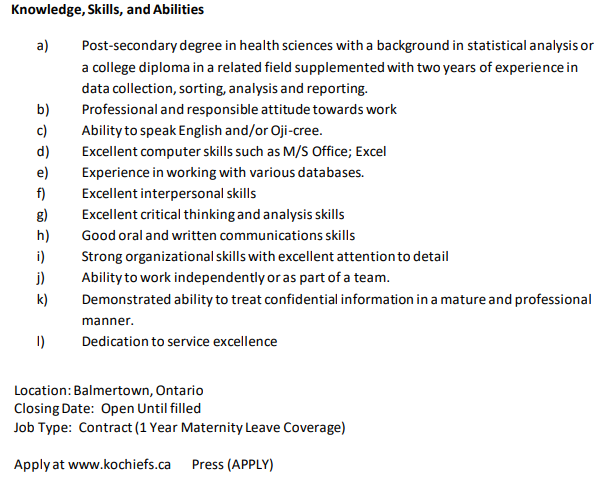 Knowledge, Skills, and Abilities
a) Post-secondary degree in health sciences with a background in statistical analysis or
a college diploma in a related field supplemented with two years of experience in
data collection, sorting, analysis and reporting.
b) Professional and responsible attitude towards work
c) Ability to speak English and/or Oji-cree.
d) Excellent computer skills such as M/S Office; Excel
e) Experience in working with various databases.
f) Excellent interpersonal skills
g) Excellent critical thinking and analysis skills
h) Good oral and written communications skills
i) Strong organizational skills with excellent attention to detail
j) Ability to work independently or as part of a team.
k) Demonstrated ability to treat confidential information in a mature and professional
manner.
l) Dedication to service excellence
Location: Balmertown, Ontario
Closing Date: Open Until filled
Job Type: Contract (1 Year Maternity Leave Coverage)
Apply at www.kochiefs.ca Press (APPLY)